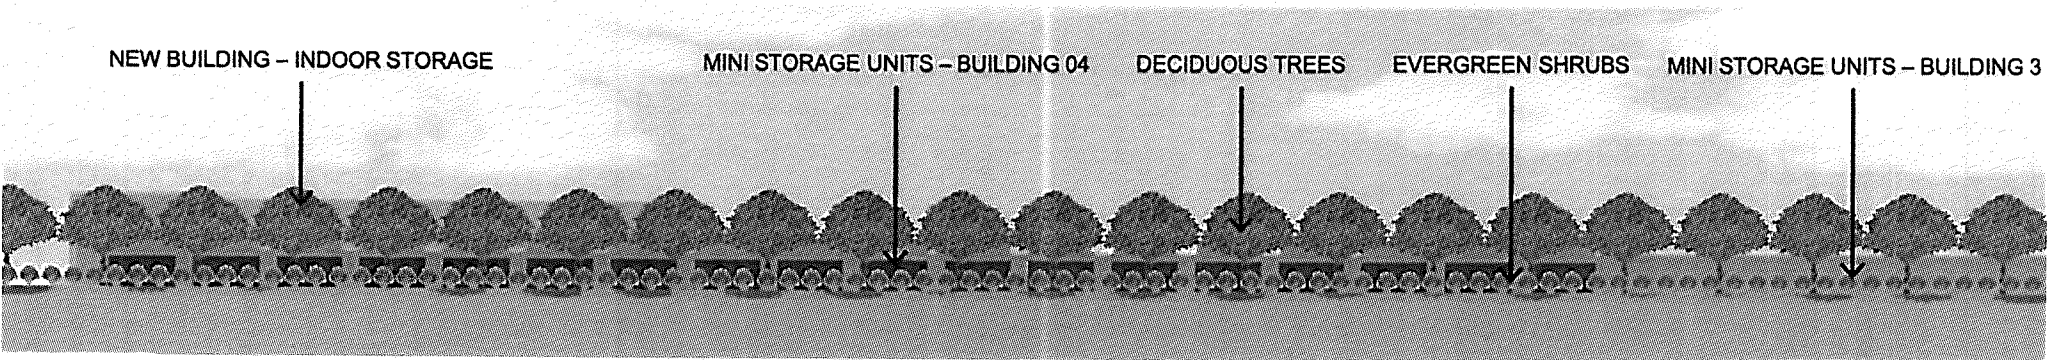 NEW BUILDING – INDOOR STORAGE
MINI STORAGE UNITS – BUILDING 04
DECIDUOUS TREES
EVERGREEN SHRUBS
MINI STORAGE UNITS – BUILDING 3